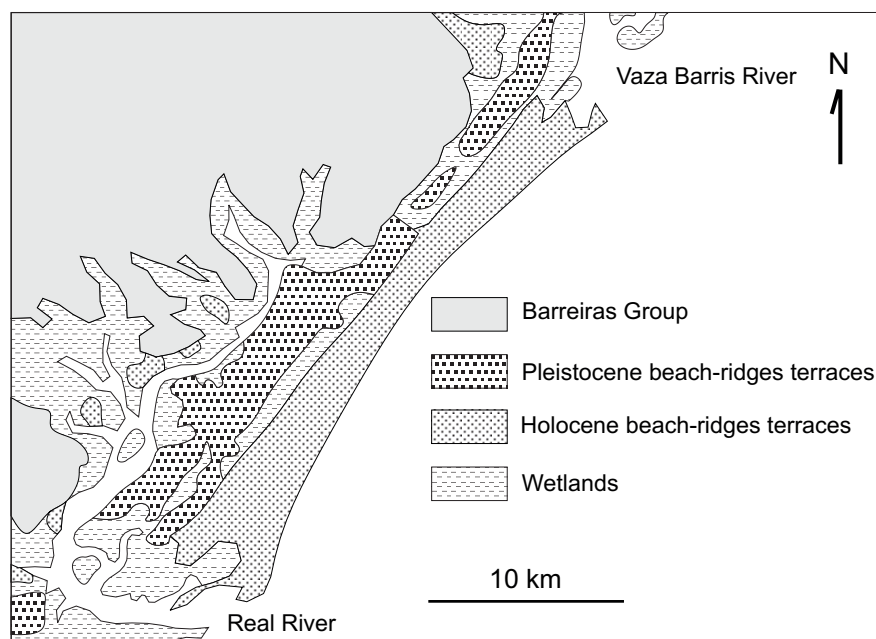 Vaza Barris River
N
Barreiras Group
Pleistocene beach-ridges terraces
Holocene beach-ridges terraces
Wetlands
10 km
Real River